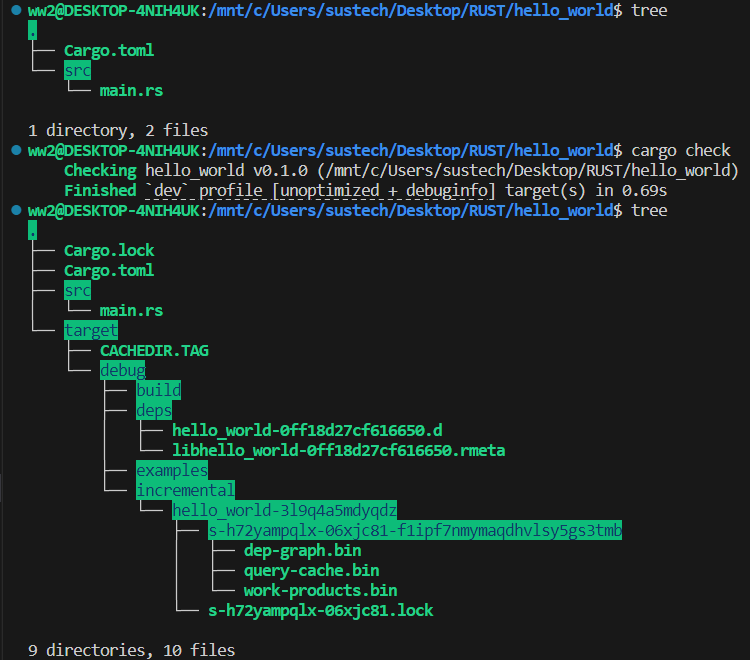 ww2@DESKTOP-4NIH4UK:/mnt/c/Users/sustech/Desktop/RUST/hello_world$ tree
.
├── Cargo.toml
└── src
    └── main.rs

1 directory, 2 files
ww2@DESKTOP-4NIH4UK:/mnt/c/Users/sustech/Desktop/RUST/hello_world$ cargo check
    Checking hello_world v0.1.0 (/mnt/c/Users/sustech/Desktop/RUST/hello_world)
    Finished `dev` profile [unoptimized + debuginfo] target(s) in 0.69s
ww2@DESKTOP-4NIH4UK:/mnt/c/Users/sustech/Desktop/RUST/hello_world$ tree
.
├── Cargo.lock
├── Cargo.toml
├── src
│   └── main.rs
└── target
    ├── CACHEDIR.TAG
    └── debug
        ├── build
        ├── deps
        │   ├── hello_world-0ff18d27cf616650.d
        │   └── libhello_world-0ff18d27cf616650.rmeta
        ├── examples
        └── incremental
            └── hello_world-3l9q4a5mdyqdz
                ├── s-h72yampqlx-06xjc81-f1ipf7nmymaqdhvlsy5gs3tmb
                │   ├── dep-graph.bin
                │   ├── query-cache.bin
                │   └── work-products.bin
                └── s-h72yampqlx-06xjc81.lock

9 directories, 10 files